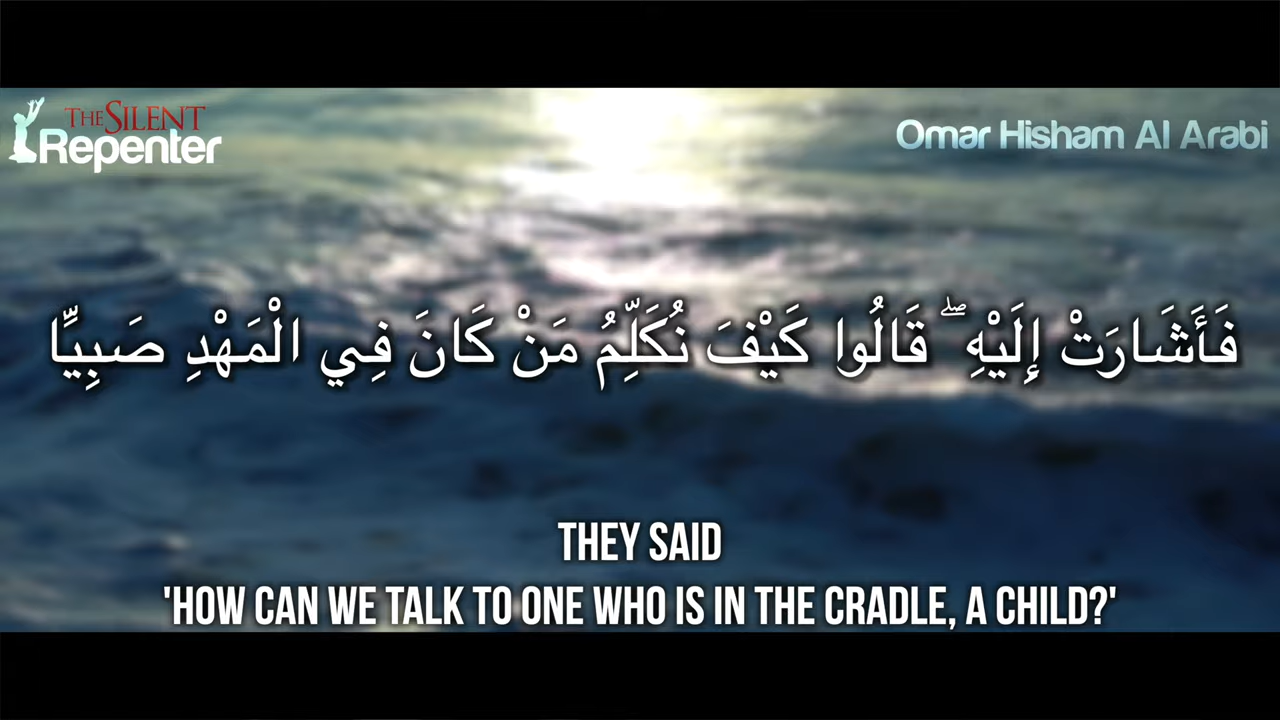 THE SILENT
Repenter
Omar Hisham Al Arabi
فَأَشَارَتْ إِلَيْهِ ۖ قَالُوا كَيْفَ نُكَلِّمُ مَنْ كَانَ فِي الْمَهْدِ صَبِيًّا
THEY SAID
'HOW CAN WE TALK TO ONE WHO IS IN THE CRADLE, A CHILD?'